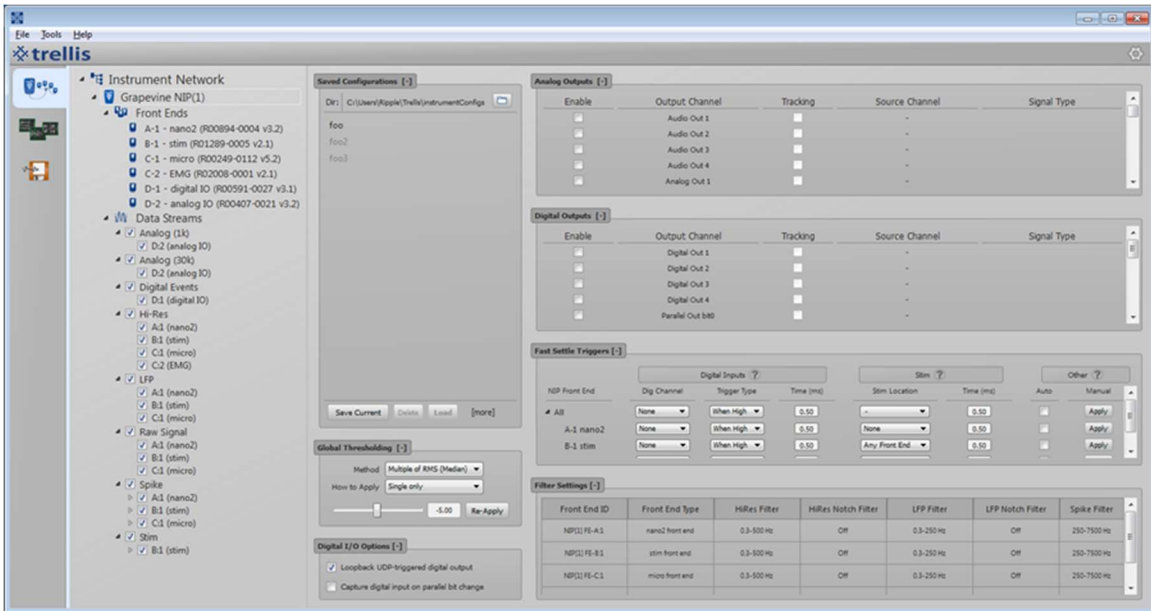 File Tools Help
trellis
Instrument Network
Grapevine NIP(1)
Front Ends
A-1 - nano2 (R00894-0004 v3.2)
B-1 - stim (R01289-0005 v2.1)
C-1 - micro (R00249-0112 v5.2)
C-2 - EMG (R02008-0001 v2.1)
D-1 - digital IO (R00591-0027 v3.1)
D-2 - analog IO (R00407-0021 v3.2)
Data Streams
Analog (1k)
D:2 (analog IO)
Analog (30k)
D:2 (analog IO)
Digital Events
D:1 (digital IO)
Hi-Res
A:1 (nano2)
B:1 (stim)
C:1 (micro)
C:2 (EMG)
LFP
A:1 (nano2)
B:1 (stim)
C:1 (micro)
Raw Signal
A:1 (nano2)
B:1 (stim)
C:1 (micro)
Spike
A:1 (nano2)
B:1 (stim)
C:1 (micro)
Stim
B:1 (stim)
Saved Configurations [-]
Dir: C:\Users\Ripple\Trellis\instrumentConfigs
foo
foo2
foo3
Save Current Delete Load [more]
Global Thresholding [-]
Method Multiple of RMS (Median)
How to Apply Single only
-5.00 Re-Apply
Digital I/O Options [-]
Loopback UDP-triggered digital output
Capture digital input on parallel bit change
Analog Outputs [-]
Enable Output Channel Tracking Source Channel Signal Type
Audio Out 1 -
Audio Out 2 -
Audio Out 3 -
Audio Out 4 -
Analog Out 1 -
Digital Outputs [-]
Enable Output Channel Tracking Source Channel Signal Type
Digital Out 1 -
Digital Out 2 -
Digital Out 3 -
Digital Out 4 -
Parallel Out bit0 -
Fast Settle Triggers [-]
Digital Inputs ? Stim ? Other ?
NIP Front End Dig Channel Trigger Type Time (ms) Stim Location Time (ms) Auto Manual
All None When High 0.50 - 0.50 Apply
A-1 nano2 None When High 0.50 None 0.50 Apply
B-1 stim None When High 0.50 Any Front End 0.50 Apply
Filter Settings [-]
Front End ID Front End Type HiRes Filter HiRes Notch Filter LFP Filter LFP Notch Filter Spike Filter
NIP[1] FE-A:1 nano2 front end 0.3-500 Hz Off 0.3-250 Hz Off 250-7500 Hz
NIP[1] FE-B:1 stim front end 0.3-500 Hz Off 0.3-250 Hz Off 250-7500 Hz
NIP[1] FE-C:1 micro front end 0.3-500 Hz Off 0.3-250 Hz Off 250-7500 Hz